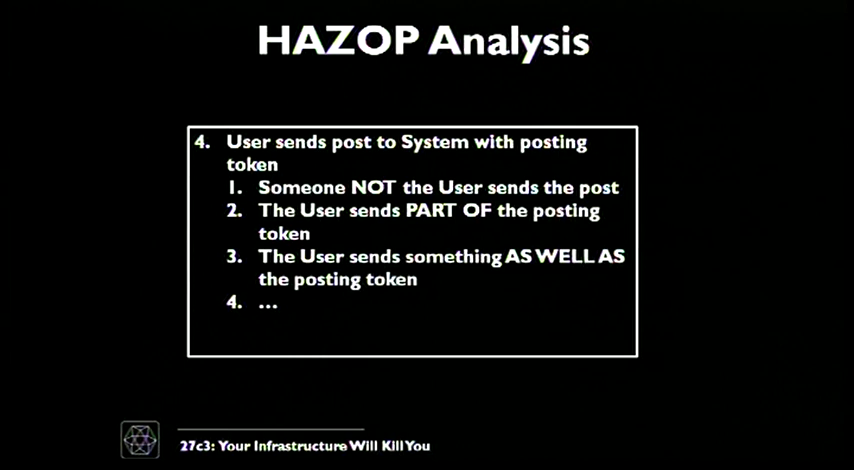 HAZOP Analysis
4. User sends post to System with posting
token
1. Someone NOT the User sends the post
2. The User sends PART OF the posting
token
3. The User sends something AS WELL AS
the posting token
4. ...
27c3: Your Infrastructure Will Kill You